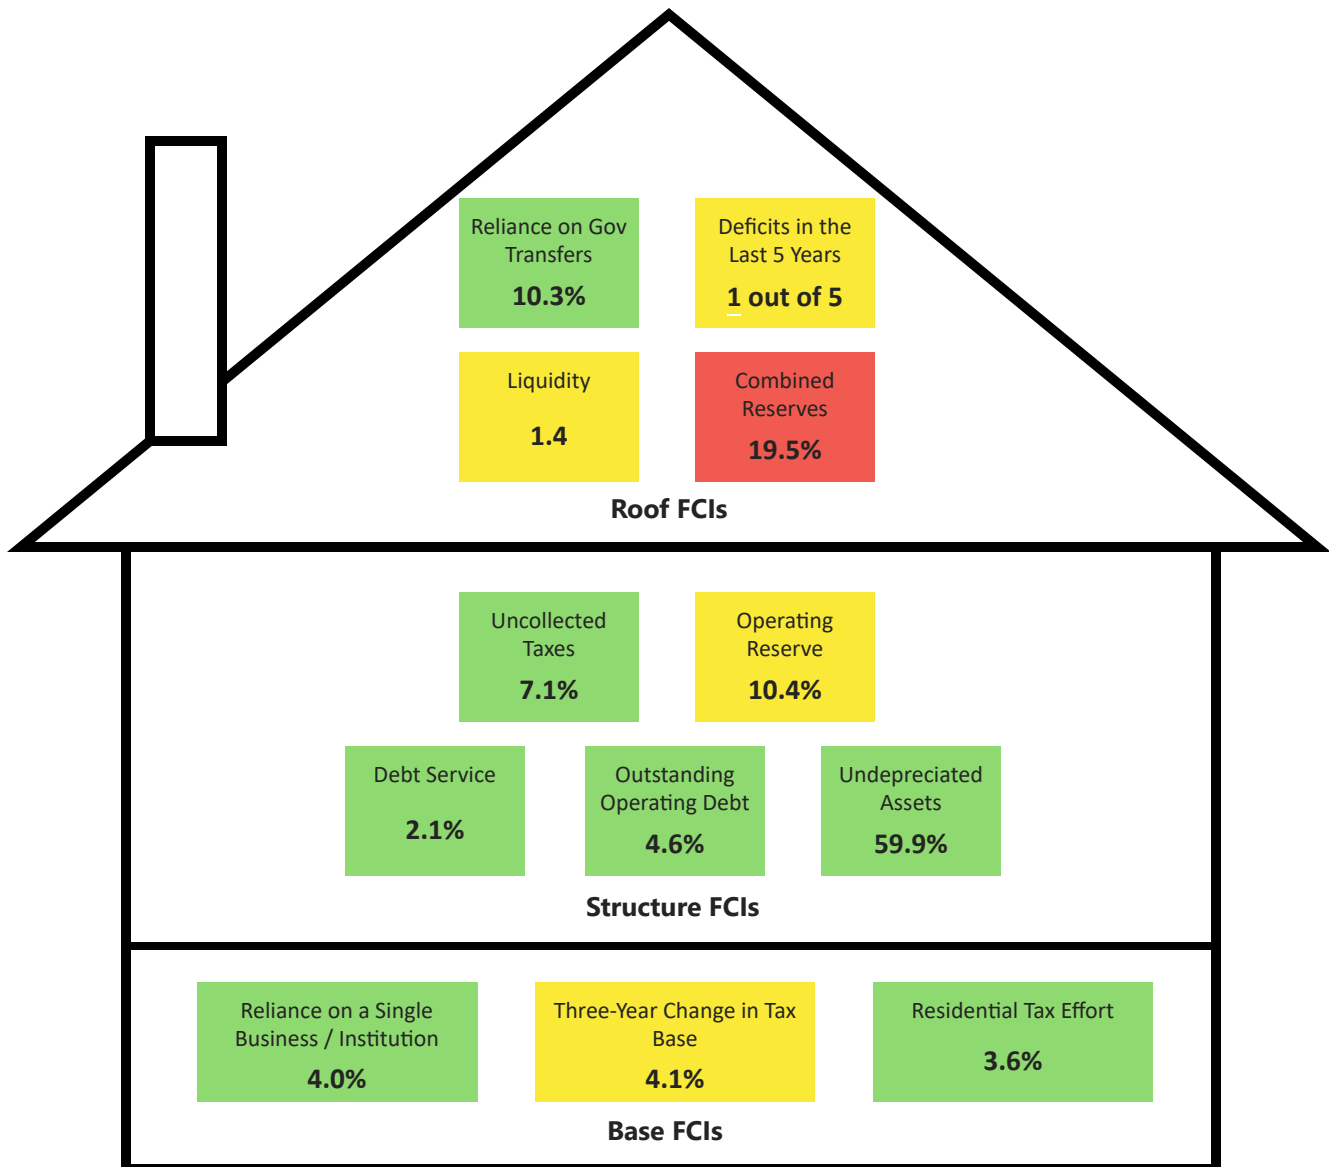 Reliance on Gov
Transfers
10.3%
Deficits in the
Last 5 Years
1 out of 5
Liquidity
1.4
Combined
Reserves
19.5%
Roof FCIs
Uncollected
Taxes
7.1%
Operating
Reserve
10.4%
Debt Service
2.1%
Outstanding
Operating Debt
4.6%
Undepreciated
Assets
59.9%
Structure FCIs
Reliance on a Single
Business / Institution
4.0%
Three-Year Change in Tax
Base
4.1%
Residential Tax Effort
3.6%
Base FCIs